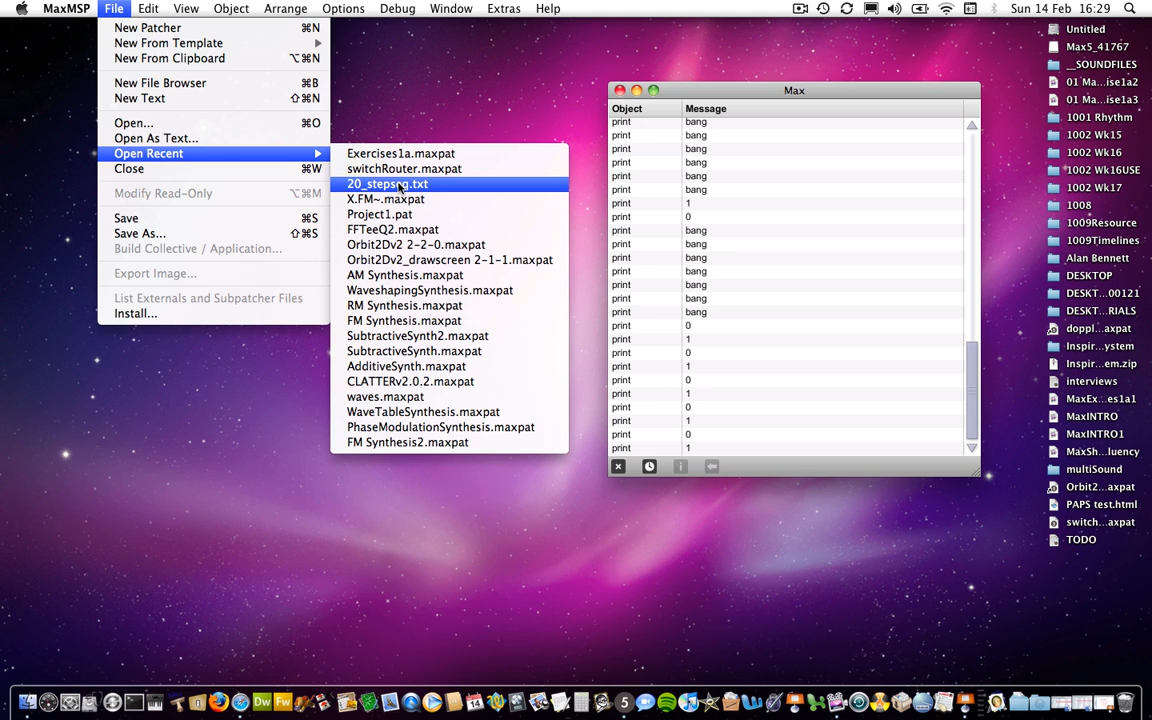 MaxMSP File Edit View Object Arrange Options Debug Window Extras Help Sun 14 Feb 16:29
New Patcher ⌘N
New From Template
New From Clipboard ⌥⌘N
New File Browser ⌘B
New Text ⇧⌘N
Open... ⌘O
Open As Text...
Open Recent
Close ⌘W
Modify Read-Only ⌥⌘M
Save ⌘S
Save As... ⇧⌘S
Build Collective / Application...
Export Image...
List Externals and Subpatcher Files
Install...
Exercises1a.maxpat
switchRouter.maxpat
20_stepseq.txt
X.FM~.maxpat
Project1.pat
FFTeeQ2.maxpat
Orbit2Dv2 2-2-0.maxpat
Orbit2Dv2_drawscreen 2-1-1.maxpat
AM Synthesis.maxpat
WaveshapingSynthesis.maxpat
RM Synthesis.maxpat
FM Synthesis.maxpat
SubtractiveSynth2.maxpat
SubtractiveSynth.maxpat
AdditiveSynth.maxpat
CLATTERv2.0.2.maxpat
waves.maxpat
WaveTableSynthesis.maxpat
PhaseModulationSynthesis.maxpat
FM Synthesis2.maxpat
Max
Object Message
print bang
print bang
print bang
print bang
print bang
print bang
print 1
print 0
print bang
print bang
print bang
print bang
print bang
print bang
print bang
print 0
print 1
print 0
print 1
print 0
print 1
print 0
print 1
print 0
print 1
Untitled
Max5_41767
__SOUNDFILES
01 Ma...ise1a2
01 Ma...ise1a3
1001 Rhythm
1002 Wk15
1002 Wk16
1002 Wk16USE
1002 Wk17
1008
1009Resource
1009Timelines
Alan Bennett
DESKTOP
DESKT...00121
DESKT...RIALS
doppl...axpat
Inspir...ystem
Inspir...em.zip
interviews
MaxEx...es1a1
MaxINTRO
MaxINTRO1
MaxSh...luency
multiSound
Orbit2...axpat
PAPS test.html
switch...axpat
TODO
Dw Fw 14 5